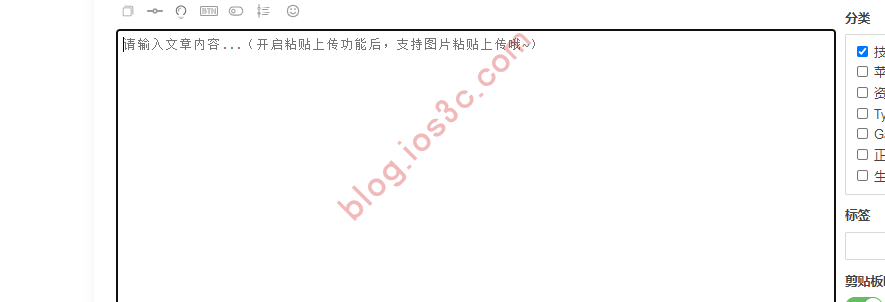 BTN
请输入文章内容...（开启粘贴上传功能后，支持图片粘贴上传哦~）
blog.ios3c.com
分类
技
苹
资
Ty
正
生
标签
剪贴板